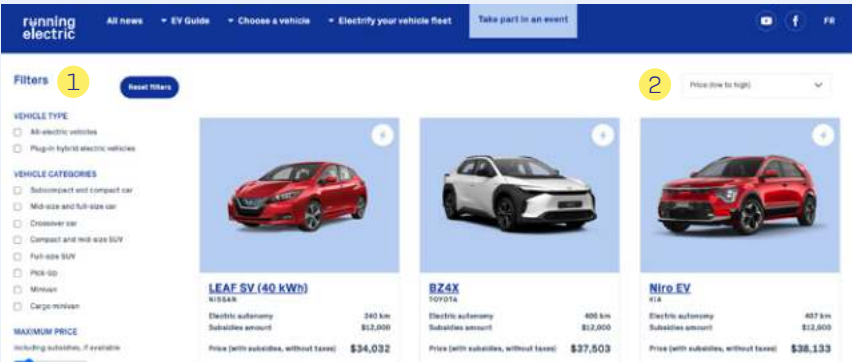 running
electric
All news
EV Guide
Choose a vehicle
Electrify your vehicle fleet
Take part in an event
FR
Filters
1
Reset filters
2
Price (low to high)
VEHICLE TYPE
All-electric vehicles
Plug-in hybrid electric vehicles
VEHICLE CATEGORIES
Subcompact and compact car
Mid-size and full-size car
Crossover car
Compact and mid-size SUV
Full-size SUV
Pick-Up
Minivan
Cargo minivan
MAXIMUM PRICE
Including subsidies, if available
LEAF SV (40 kWh)
NISSAN
Electric autonomy 240 km
Subsidies amount $12,000
Price (with subsidies, without taxes) $34,032
BZ4X
TOYOTA
Electric autonomy 406 km
Subsidies amount $12,000
Price (with subsidies, without taxes) $37,503
Niro EV
KIA
Electric autonomy 407 km
Subsidies amount $12,000
Price (with subsidies, without taxes) $38,133